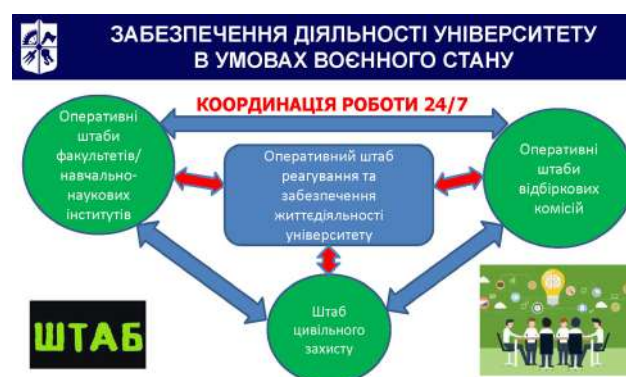 ЗАБЕЗПЕЧЕННЯ ДІЯЛЬНОСТІ УНІВЕРСИТЕТУ
В УМОВАХ ВОЄННОГО СТАНУ
КООРДИНАЦІЯ РОБОТИ 24/7
Оперативні
штаби
факультетів/
навчально-
наукових
інститутів
Оперативний штаб
реагування та
забезпечення
життєдіяльності
університету
Оперативні
штаби
відбіркових
комісій
Штаб
цивільного
захисту
ШТАБ